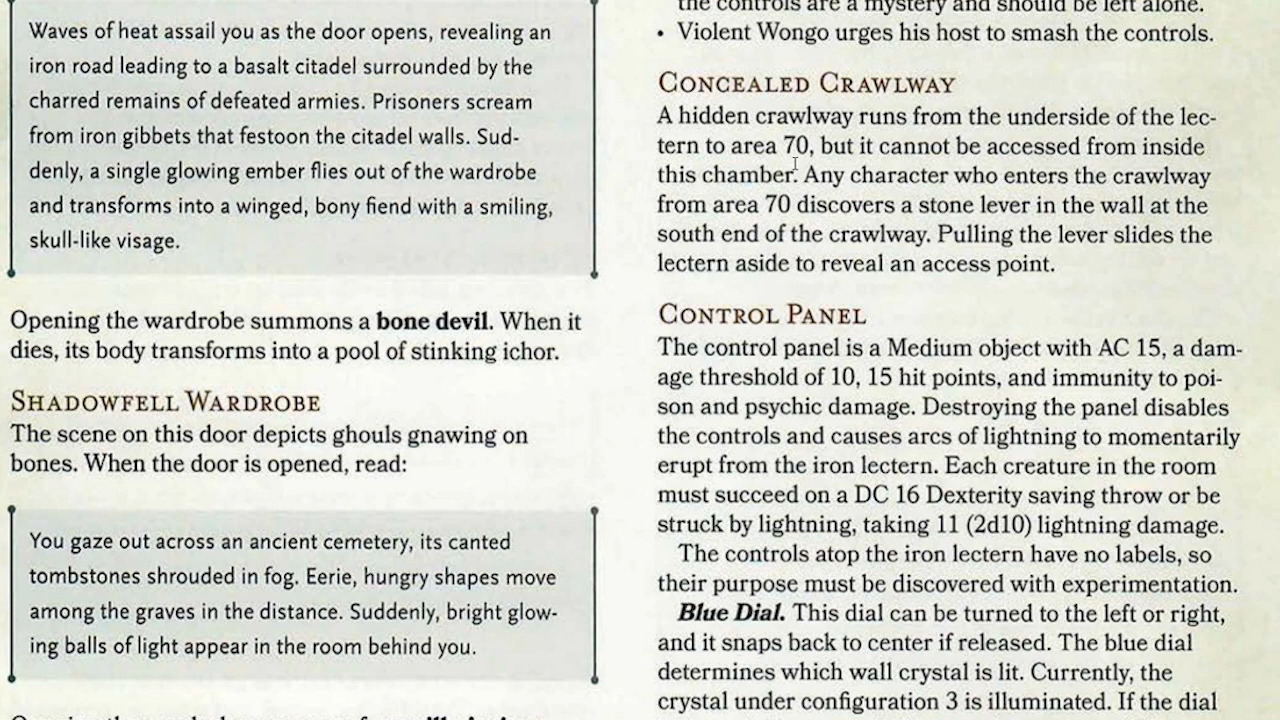 Waves of heat assail you as the door opens, revealing an
iron road leading to a basalt citadel surrounded by the
charred remains of defeated armies. Prisoners scream
from iron gibbets that festoon the citadel walls. Sud-
denly, a single glowing ember flies out of the wardrobe
and transforms into a winged, bony fiend with a smiling,
skull-like visage.
Opening the wardrobe summons a bone devil. When it
dies, its body transforms into a pool of stinking ichor.
Shadowfell Wardrobe
The scene on this door depicts ghouls gnawing on
bones. When the door is opened, read:
You gaze out across an ancient cemetery, its canted
tombstones shrouded in fog. Eerie, hungry shapes move
among the graves in the distance. Suddenly, bright glow-
ing balls of light appear in the room behind you.
the controls are a mystery and should be left alone.
• Violent Wongo urges his host to smash the controls.
Concealed Crawlway
A hidden crawlway runs from the underside of the lec-
tern to area 70, but it cannot be accessed from inside
this chamber. Any character who enters the crawlway
from area 70 discovers a stone lever in the wall at the
south end of the crawlway. Pulling the lever slides the
lectern aside to reveal an access point.
Control Panel
The control panel is a Medium object with AC 15, a dam-
age threshold of 10, 15 hit points, and immunity to poi-
son and psychic damage. Destroying the panel disables
the controls and causes arcs of lightning to momentarily
erupt from the iron lectern. Each creature in the room
must succeed on a DC 16 Dexterity saving throw or be
struck by lightning, taking 11 (2d10) lightning damage.
The controls atop the iron lectern have no labels, so
their purpose must be discovered with experimentation.
Blue Dial. This dial can be turned to the left or right,
and it snaps back to center if released. The blue dial
determines which wall crystal is lit. Currently, the
crystal under configuration 3 is illuminated. If the dial